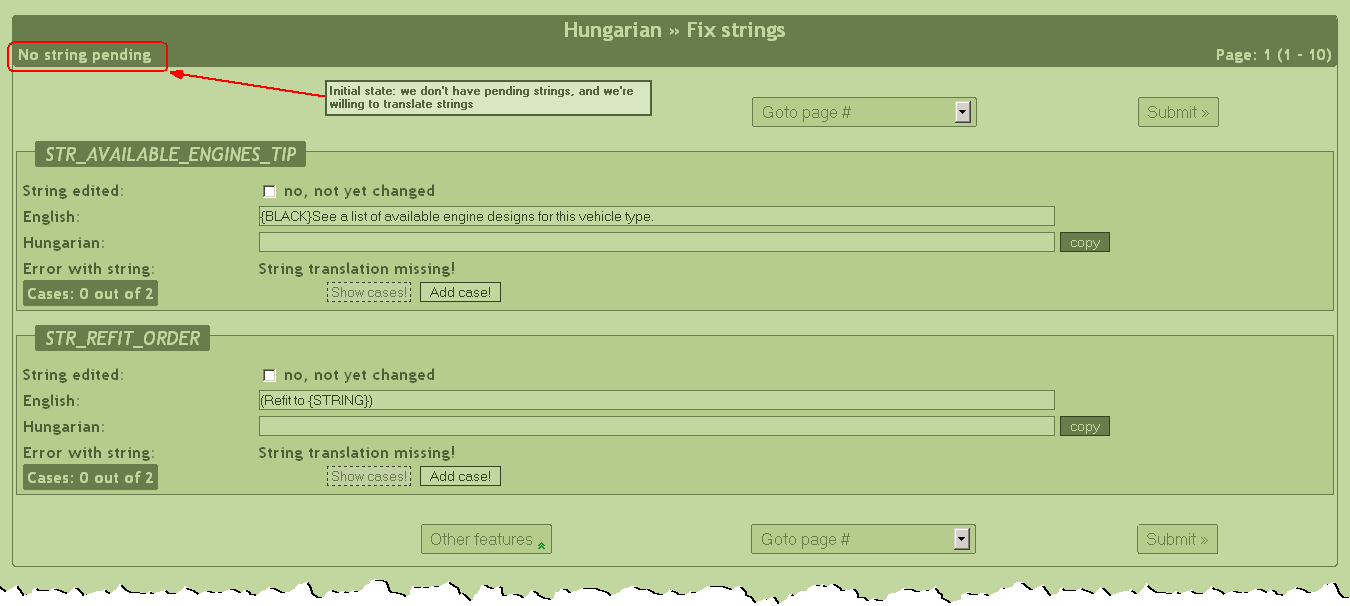 Hungarian » Fix strings
No string pending
Page: 1 (1 - 10)
Initial state: we don't have pending strings, and we're
willing to translate strings
Goto page #
Submit »
STR_AVAILABLE_ENGINES_TIP
String edited:
no, not yet changed
English:
{BLACK}See a list of available engine designs for this vehicle type.
Hungarian:
copy
Error with string:
String translation missing!
Cases: 0 out of 2
Show cases!
Add case!
STR_REFIT_ORDER
String edited:
no, not yet changed
English:
(Refit to {STRING})
Hungarian:
copy
Error with string:
String translation missing!
Cases: 0 out of 2
Show cases!
Add case!
Other features
Goto page #
Submit »